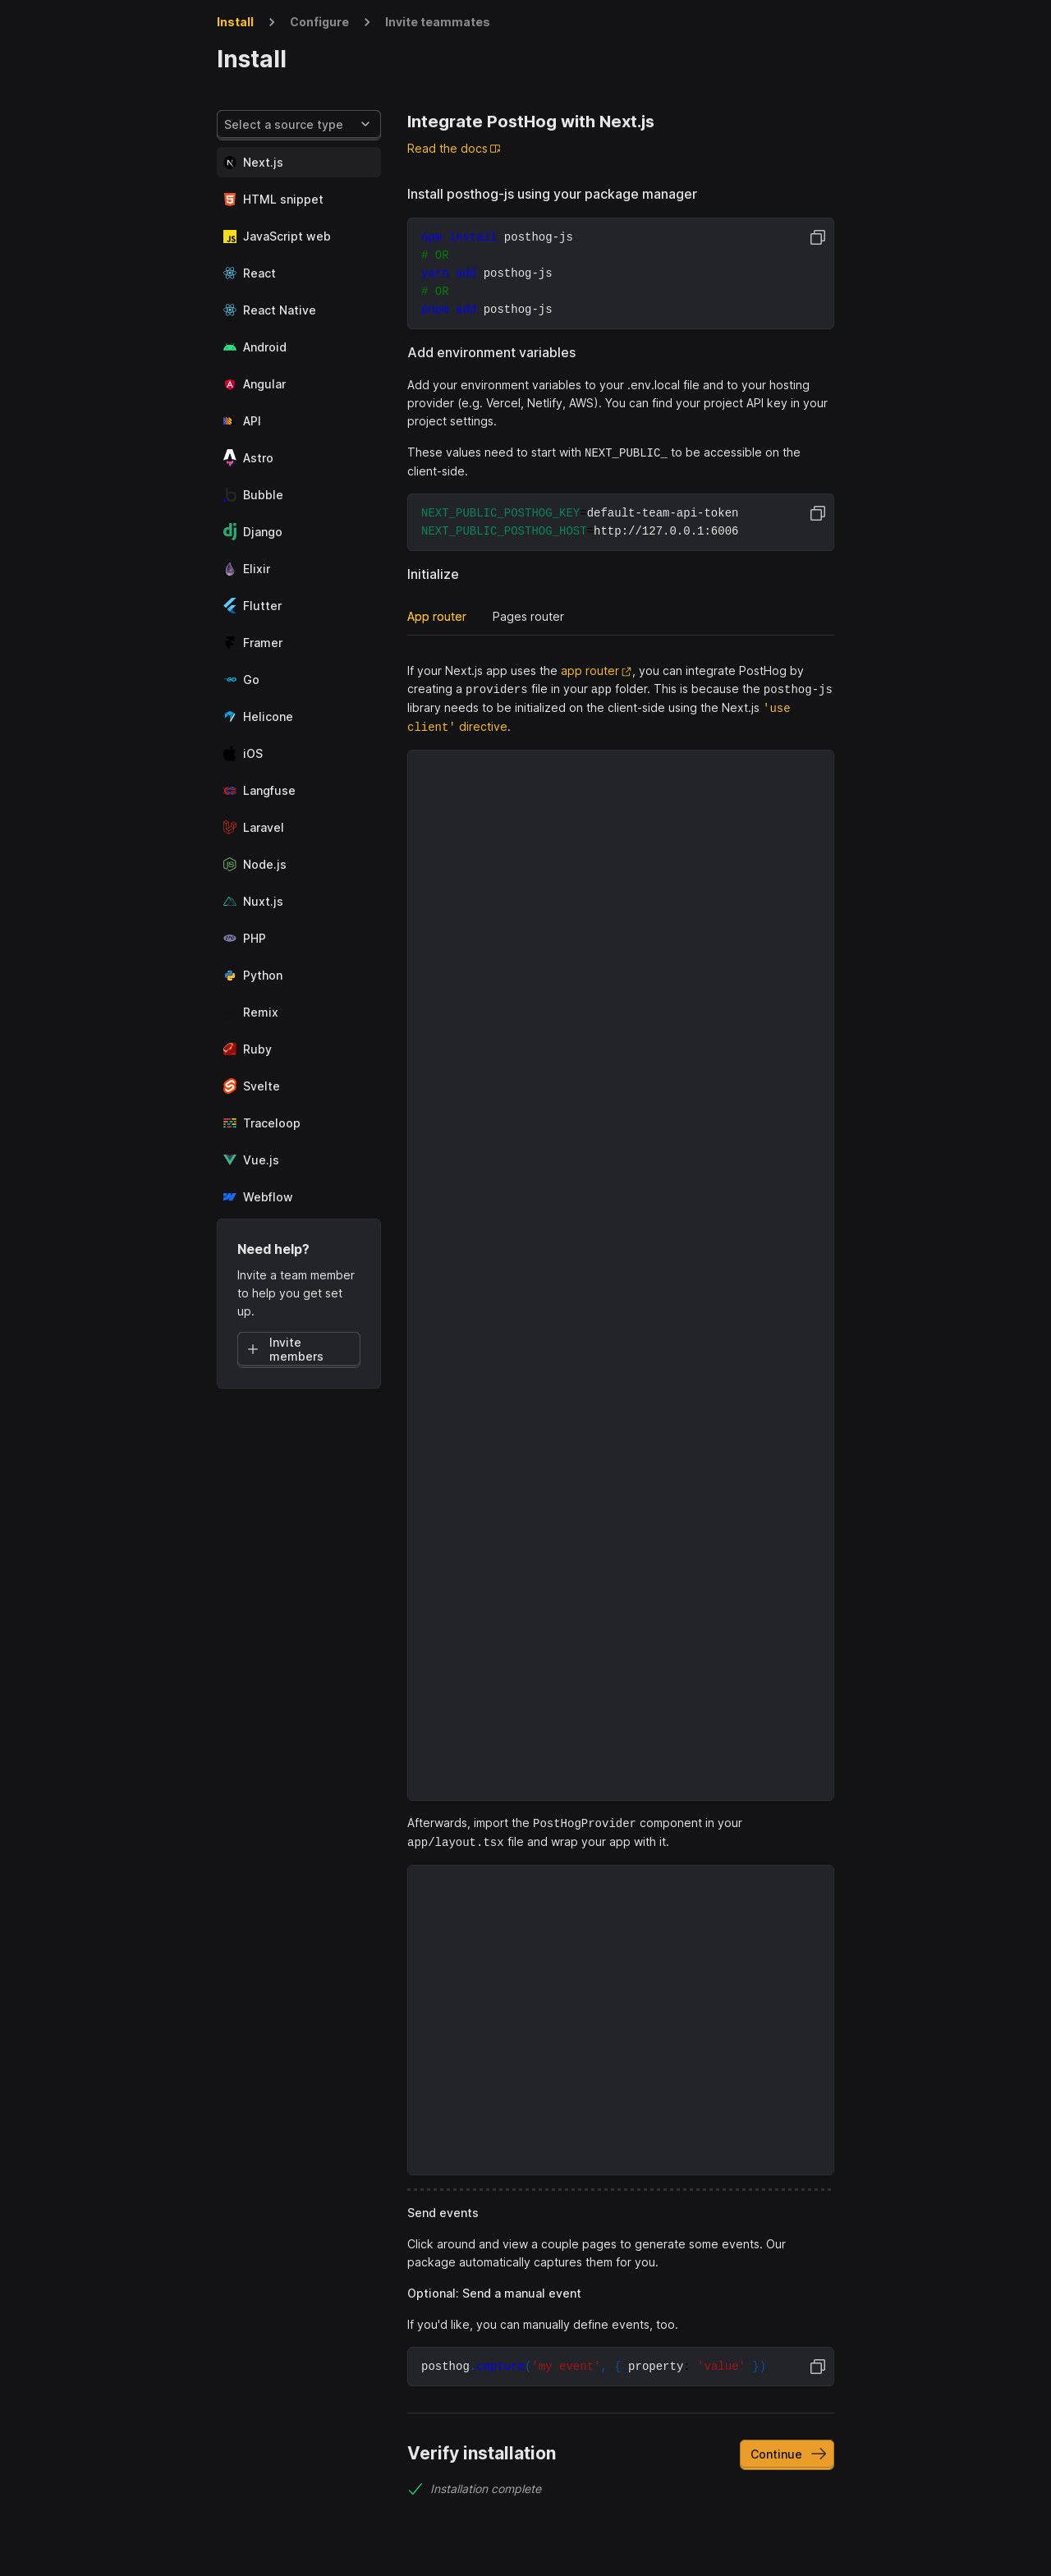 Install
Configure
Invite teammates
Install
Select a source type
Next.js
HTML snippet
JavaScript web
React
React Native
Android
Angular
API
Astro
Bubble
Django
Elixir
Flutter
Framer
Go
Helicone
iOS
Langfuse
Laravel
Node.js
Nuxt.js
PHP
Python
Remix
Ruby
Svelte
Traceloop
Vue.js
Webflow
Need help?
Invite a team member
to help you get set
up.
Invite
members
Integrate PostHog with Next.js
Read the docs
Install posthog-js using your package manager
npm install posthog-js
# OR
yarn add posthog-js
# OR
pnpm add posthog-js
Add environment variables
Add your environment variables to your .env.local file and to your hosting
provider (e.g. Vercel, Netlify, AWS). You can find your project API key in your
project settings.
These values need to start with NEXT_PUBLIC_ to be accessible on the
client-side.
NEXT_PUBLIC_POSTHOG_KEY=default-team-api-token
NEXT_PUBLIC_POSTHOG_HOST=http://127.0.0.1:6006
Initialize
App router
Pages router
If your Next.js app uses the app router, you can integrate PostHog by
creating a providers file in your app folder. This is because the posthog-js
library needs to be initialized on the client-side using the Next.js 'use
client' directive.
Afterwards, import the PostHogProvider component in your
app/layout.tsx file and wrap your app with it.
Send events
Click around and view a couple pages to generate some events. Our
package automatically captures them for you.
Optional: Send a manual event
If you'd like, you can manually define events, too.
posthog.capture('my event', { property: 'value' })
Verify installation
Continue
Installation complete